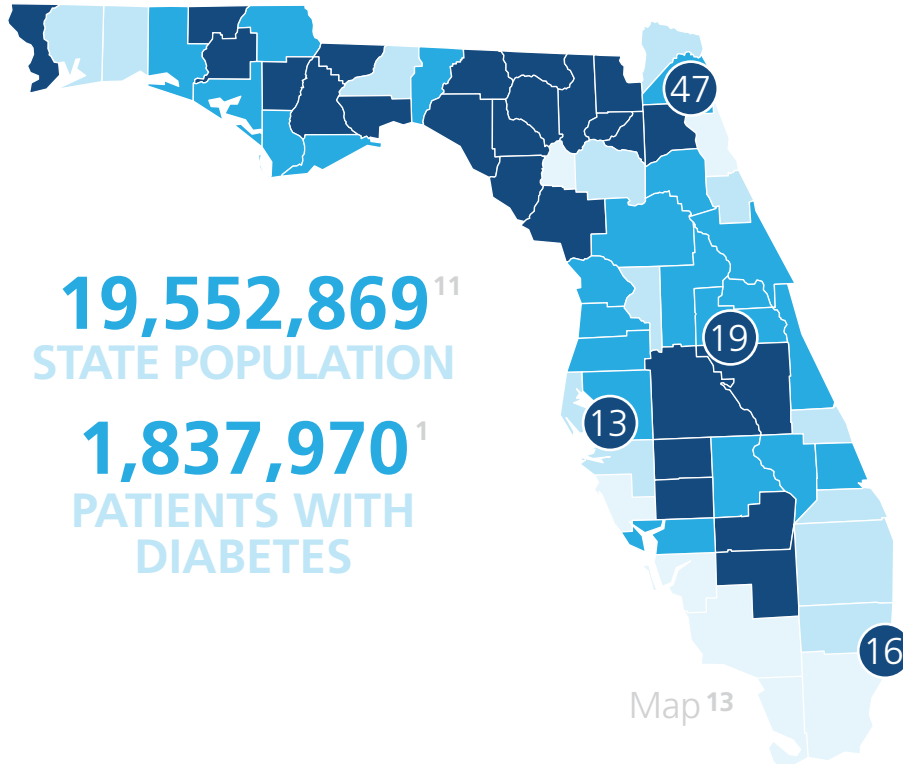 47
19,552,869 11
STATE POPULATION
19
1,837,970 1
13
PATIENTS WITH
DIABETES
16
Map 13